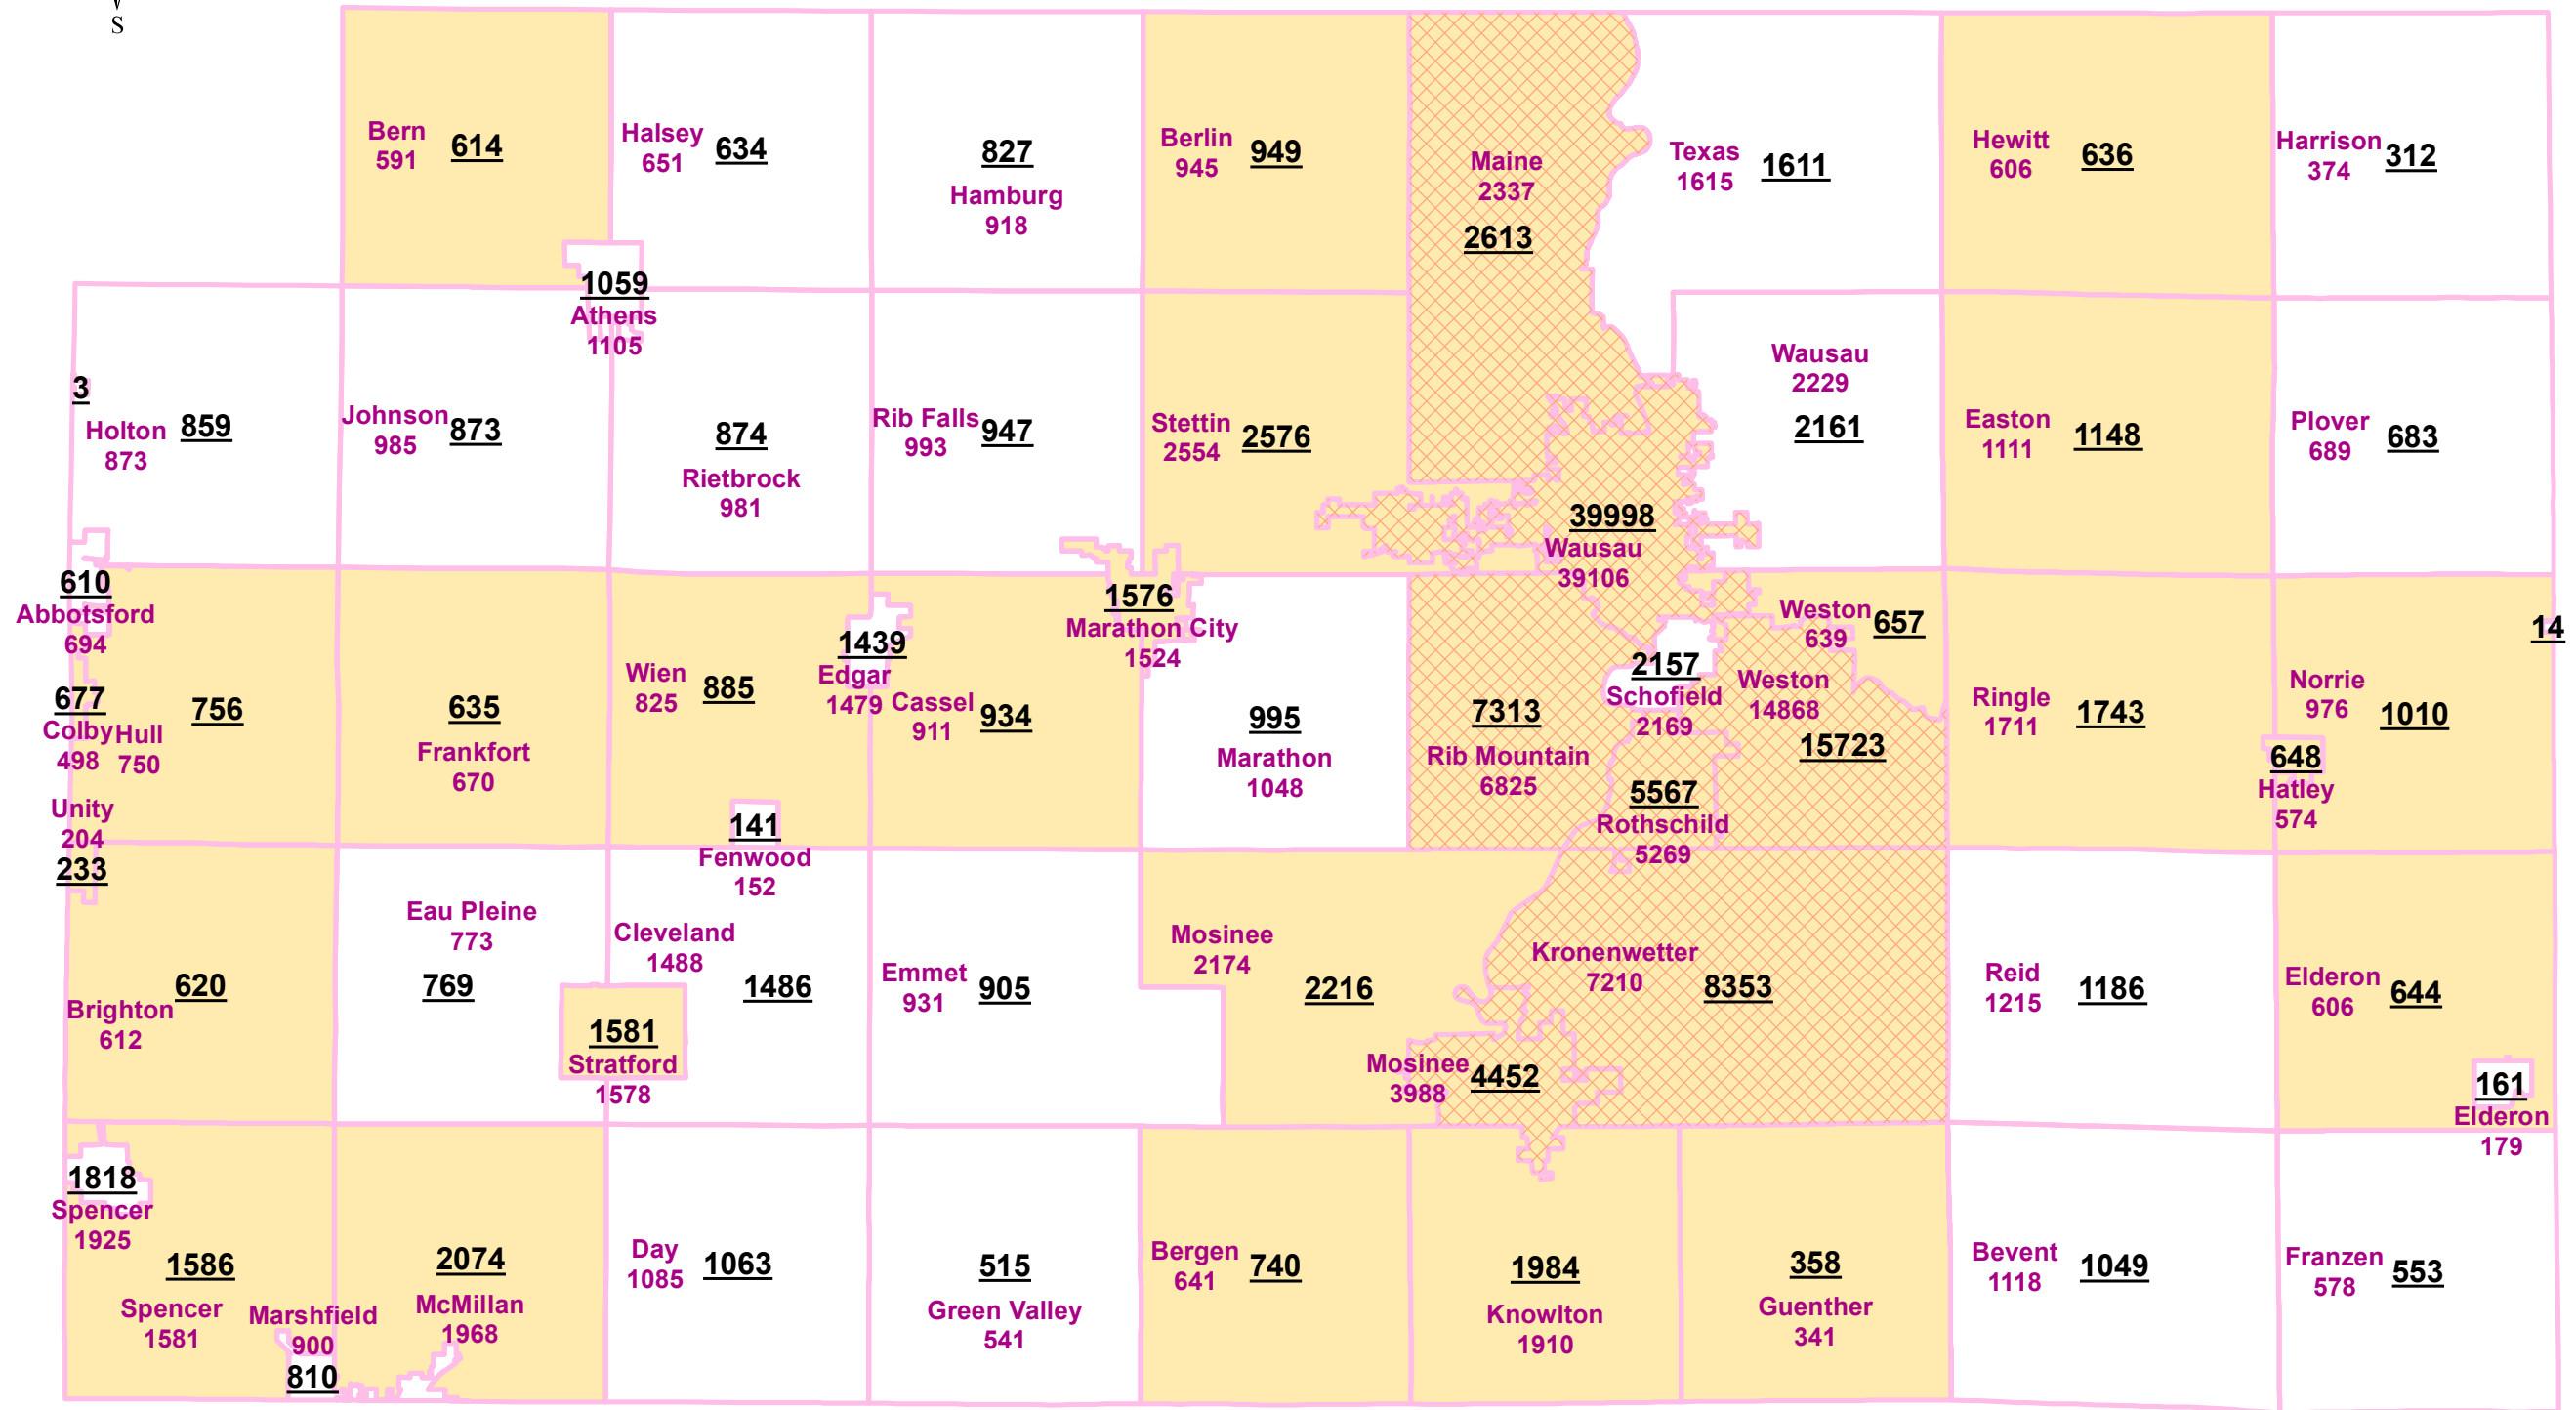 S
Bern
591
614
Halsey
651
634
827
Hamburg
918
Berlin
945
949
Maine
2337
2613
Texas
1615
1611
Hewitt
606
636
Harrison
374
312
1059
Athens
1105
3
Holton
873
859
Johnson
985
873
874
Rietbrock
981
Rib Falls
993
947
Stettin
2554
2576
39998
Wausau
39106
Wausau
2229
2161
Easton
1111
1148
Plover
689
683
610
Abbotsford
694
677
Colby
498
Hull
750
756
Unity
204
233
635
Frankfort
670
Wien
825
885
1439
Edgar
1479
Cassel
911
934
1576
Marathon City
1524
141
Fenwood
152
995
Marathon
1048
7313
Rib Mountain
6825
2157
Schofield
2169
Weston
639
657
Weston
14868
15723
5567
Rothschild
5269
Ringle
1711
1743
Norrie
976
1010
14
648
Hatley
574
620
Brighton
612
Eau Pleine
773
769
Cleveland
1488
1486
1581
Stratford
1578
Emmet
931
905
Mosinee
2174
2216
Kronenwetter
7210
8353
Mosinee
3988
4452
Reid
1215
1186
Elderon
606
644
161
Elderon
179
1818
Spencer
1925
1586
Spencer
1581
Marshfield
900
810
2074
McMillan
1968
Day
1085
1063
515
Green Valley
541
Bergen
641
740
1984
Knowlton
1910
358
Guenther
341
Bevent
1118
1049
Franzen
578
553